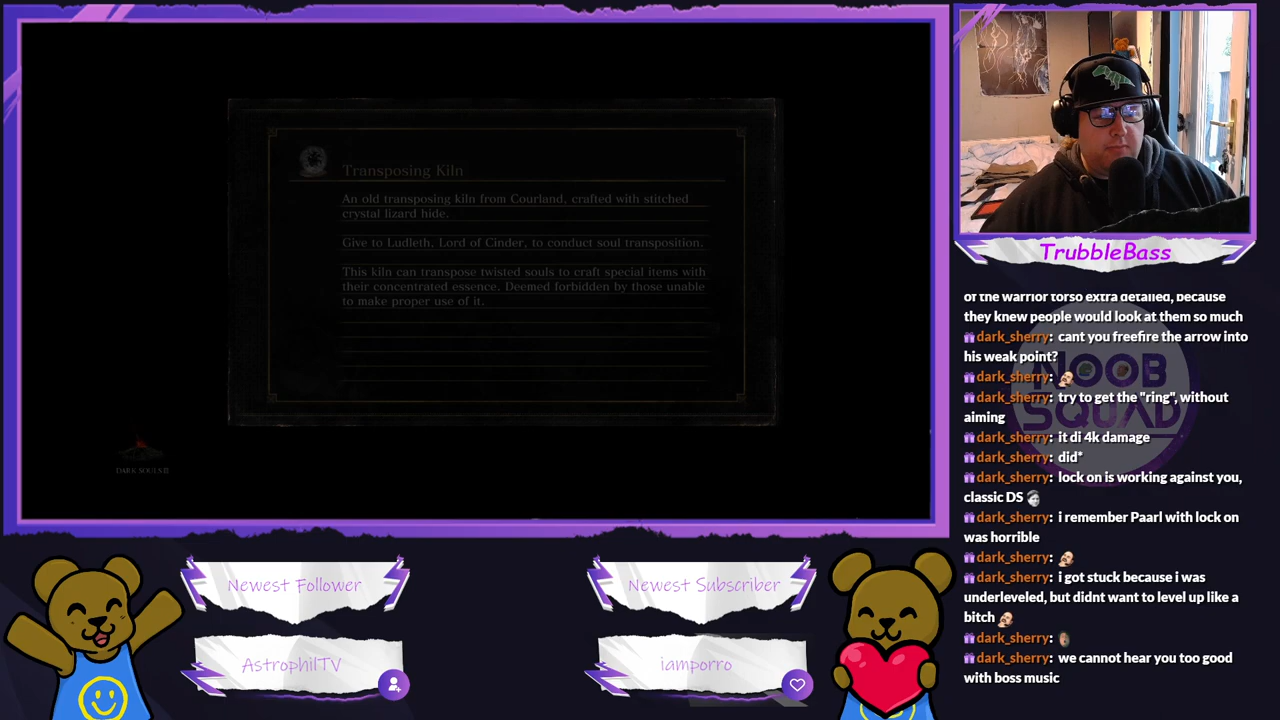 Transposing Kiln
An old transposing kiln from Courland, crafted with stitched
crystal lizard hide.
Give to Ludleth, Lord of Cinder, to conduct soul transposition.
This kiln can transpose twisted souls to craft special items with
their concentrated essence. Deemed forbidden by those unable
to make proper use of it.
DARK SOULS III
TrubbleBass
of the warrior torso extra detailed, because
they knew people would look at them so much
dark_sherry: cant you freefire the arrow into
his weak point?
dark_sherry:
dark_sherry: try to get the "ring", without
aiming
dark_sherry: it di 4k damage
dark_sherry: did*
dark_sherry: lock on is working against you,
classic DS
dark_sherry: i remember Paarl with lock on
was horrible
dark_sherry:
dark_sherry: i got stuck because i was
underleveled, but didnt want to level up like a
bitch
dark_sherry:
dark_sherry: we cannot hear you too good
with boss music
NOOB
SQUAD
Newest Follower
AstrophilTV
Newest Subscriber
iamporro